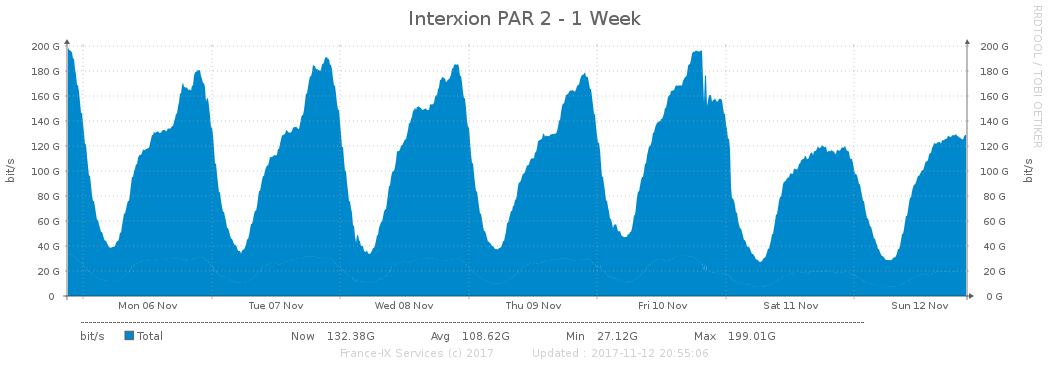 Interxion PAR 2 - 1 Week
RRDTOOL / TOBI OETIKER
200 G 200 G
180 G 180 G
160 G 160 G
140 G 140 G
120 G 120 G
100 G 100 G
80 G 80 G
60 G 60 G
40 G 40 G
20 G 20 G
0 0 G
bit/s
bit/s
Mon 06 Nov Tue 07 Nov Wed 08 Nov Thu 09 Nov Fri 10 Nov Sat 11 Nov Sun 12 Nov
bit/s Total Now 132.38G Avg 108.62G Min 27.12G Max 199.01G
France-IX Services (c) 2017 Updated : 2017-11-12 20:55:06